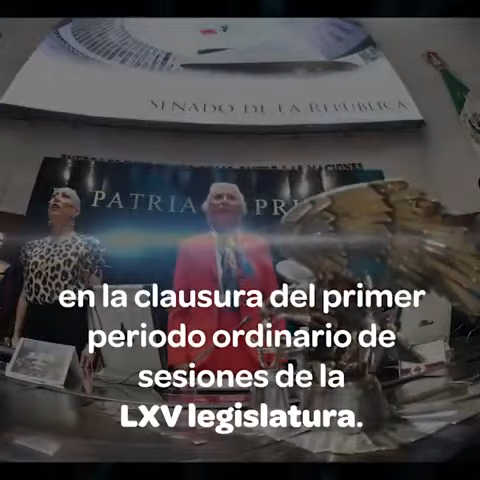 SENADO DE LA REPÚBLICA
PATRIA
en la clausura del primer
periodo ordinario de
sesiones de la
LXV legislatura.